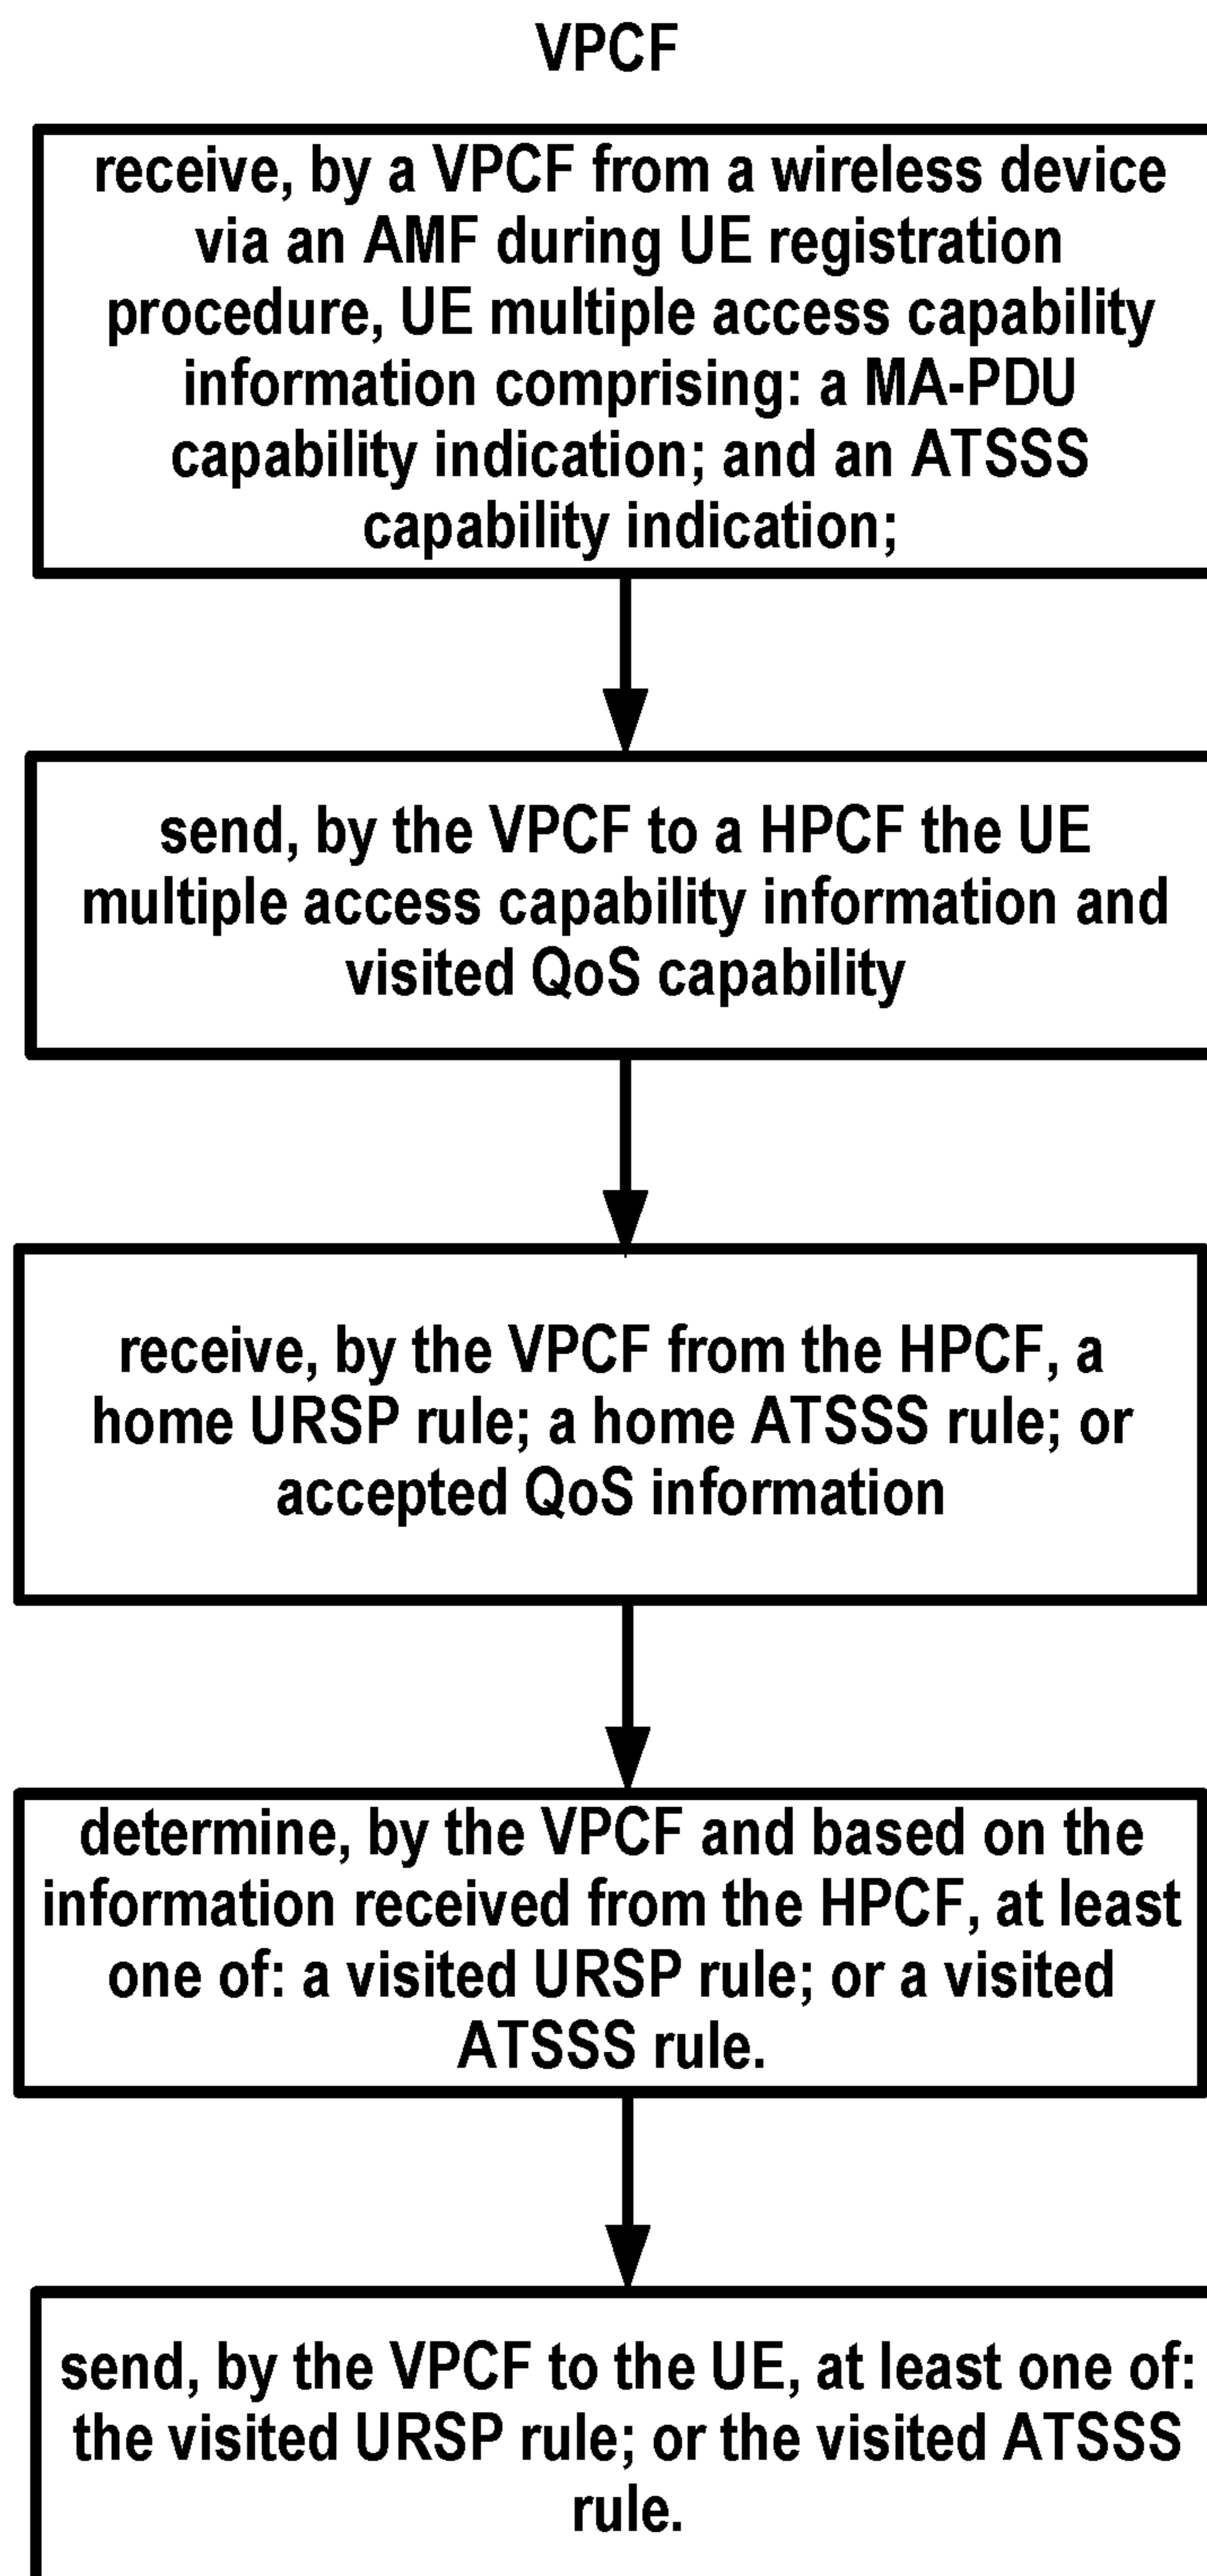 VPCF
receive, by a VPCF from a wireless device
via an AMF during UE registration
procedure, UE multiple access capability
information comprising: a MA-PDU
capability indication; and an ATSSS
capability indication;
send, by the VPCF to a HPCF the UE
multiple access capability information and
visited QoS capability
receive, by the VPCF from the HPCF, a
home URSP rule; a home ATSSS rule; or
accepted QoS information
determine, by the VPCF and based on the
information received from the HPCF, at least
one of: a visited URSP rule; or a visited
ATSSS rule.
send, by the VPCF to the UE, at least one of:
the visited URSP rule; or the visited ATSSS
rule.